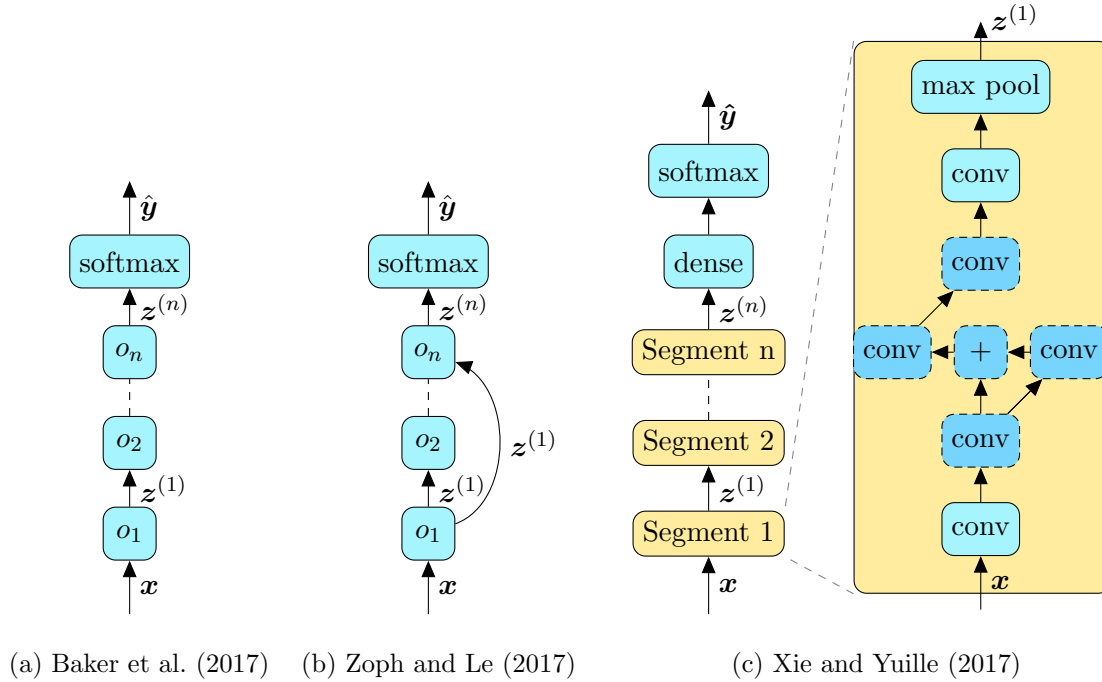 ŷ
softmax
z^(n)
o_n
o_2
z^(1)
o_1
x
(a) Baker et al. (2017)
ŷ
softmax
z^(n)
o_n
o_2
z^(1)
z^(1)
o_1
x
(b) Zoph and Le (2017)
ŷ
softmax
dense
z^(n)
Segment n
Segment 2
z^(1)
Segment 1
x
z^(1)
max pool
conv
conv
conv + conv
conv
conv
x
(c) Xie and Yuille (2017)